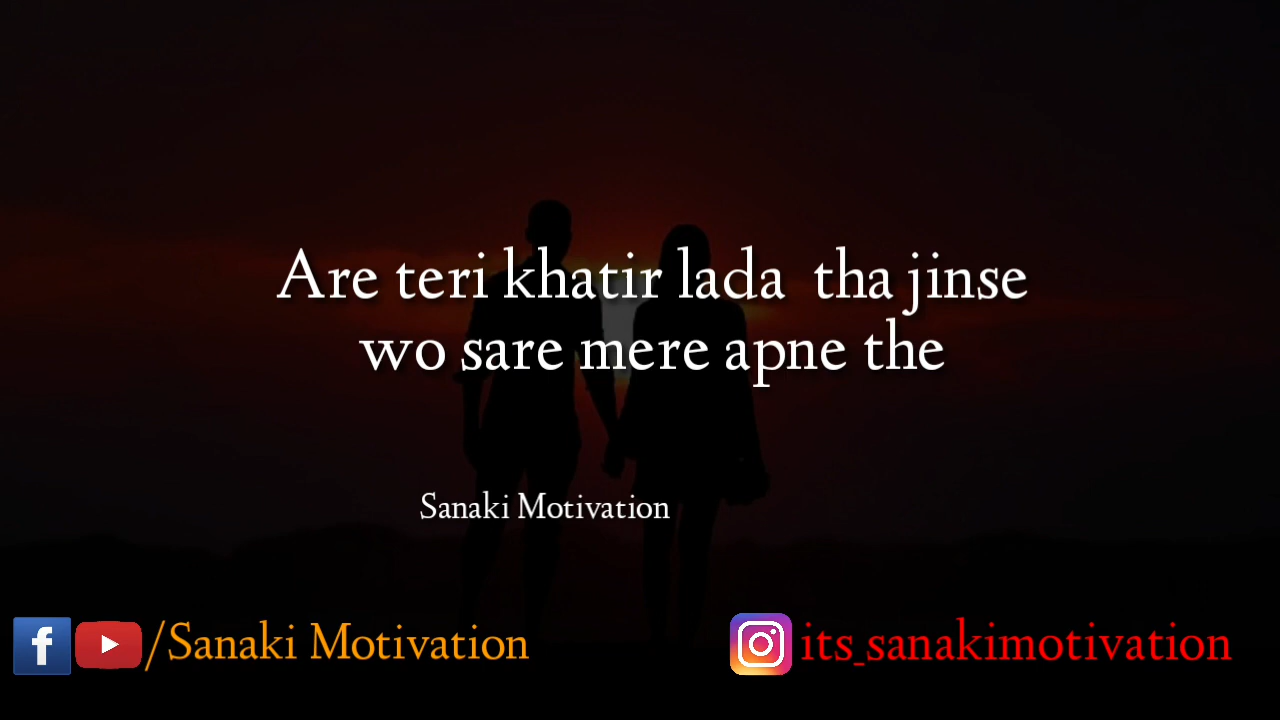 Are teri khatir lada tha jinse
wo sare mere apne the
Sanaki Motivation
/Sanaki Motivation
its_sanakimotivation